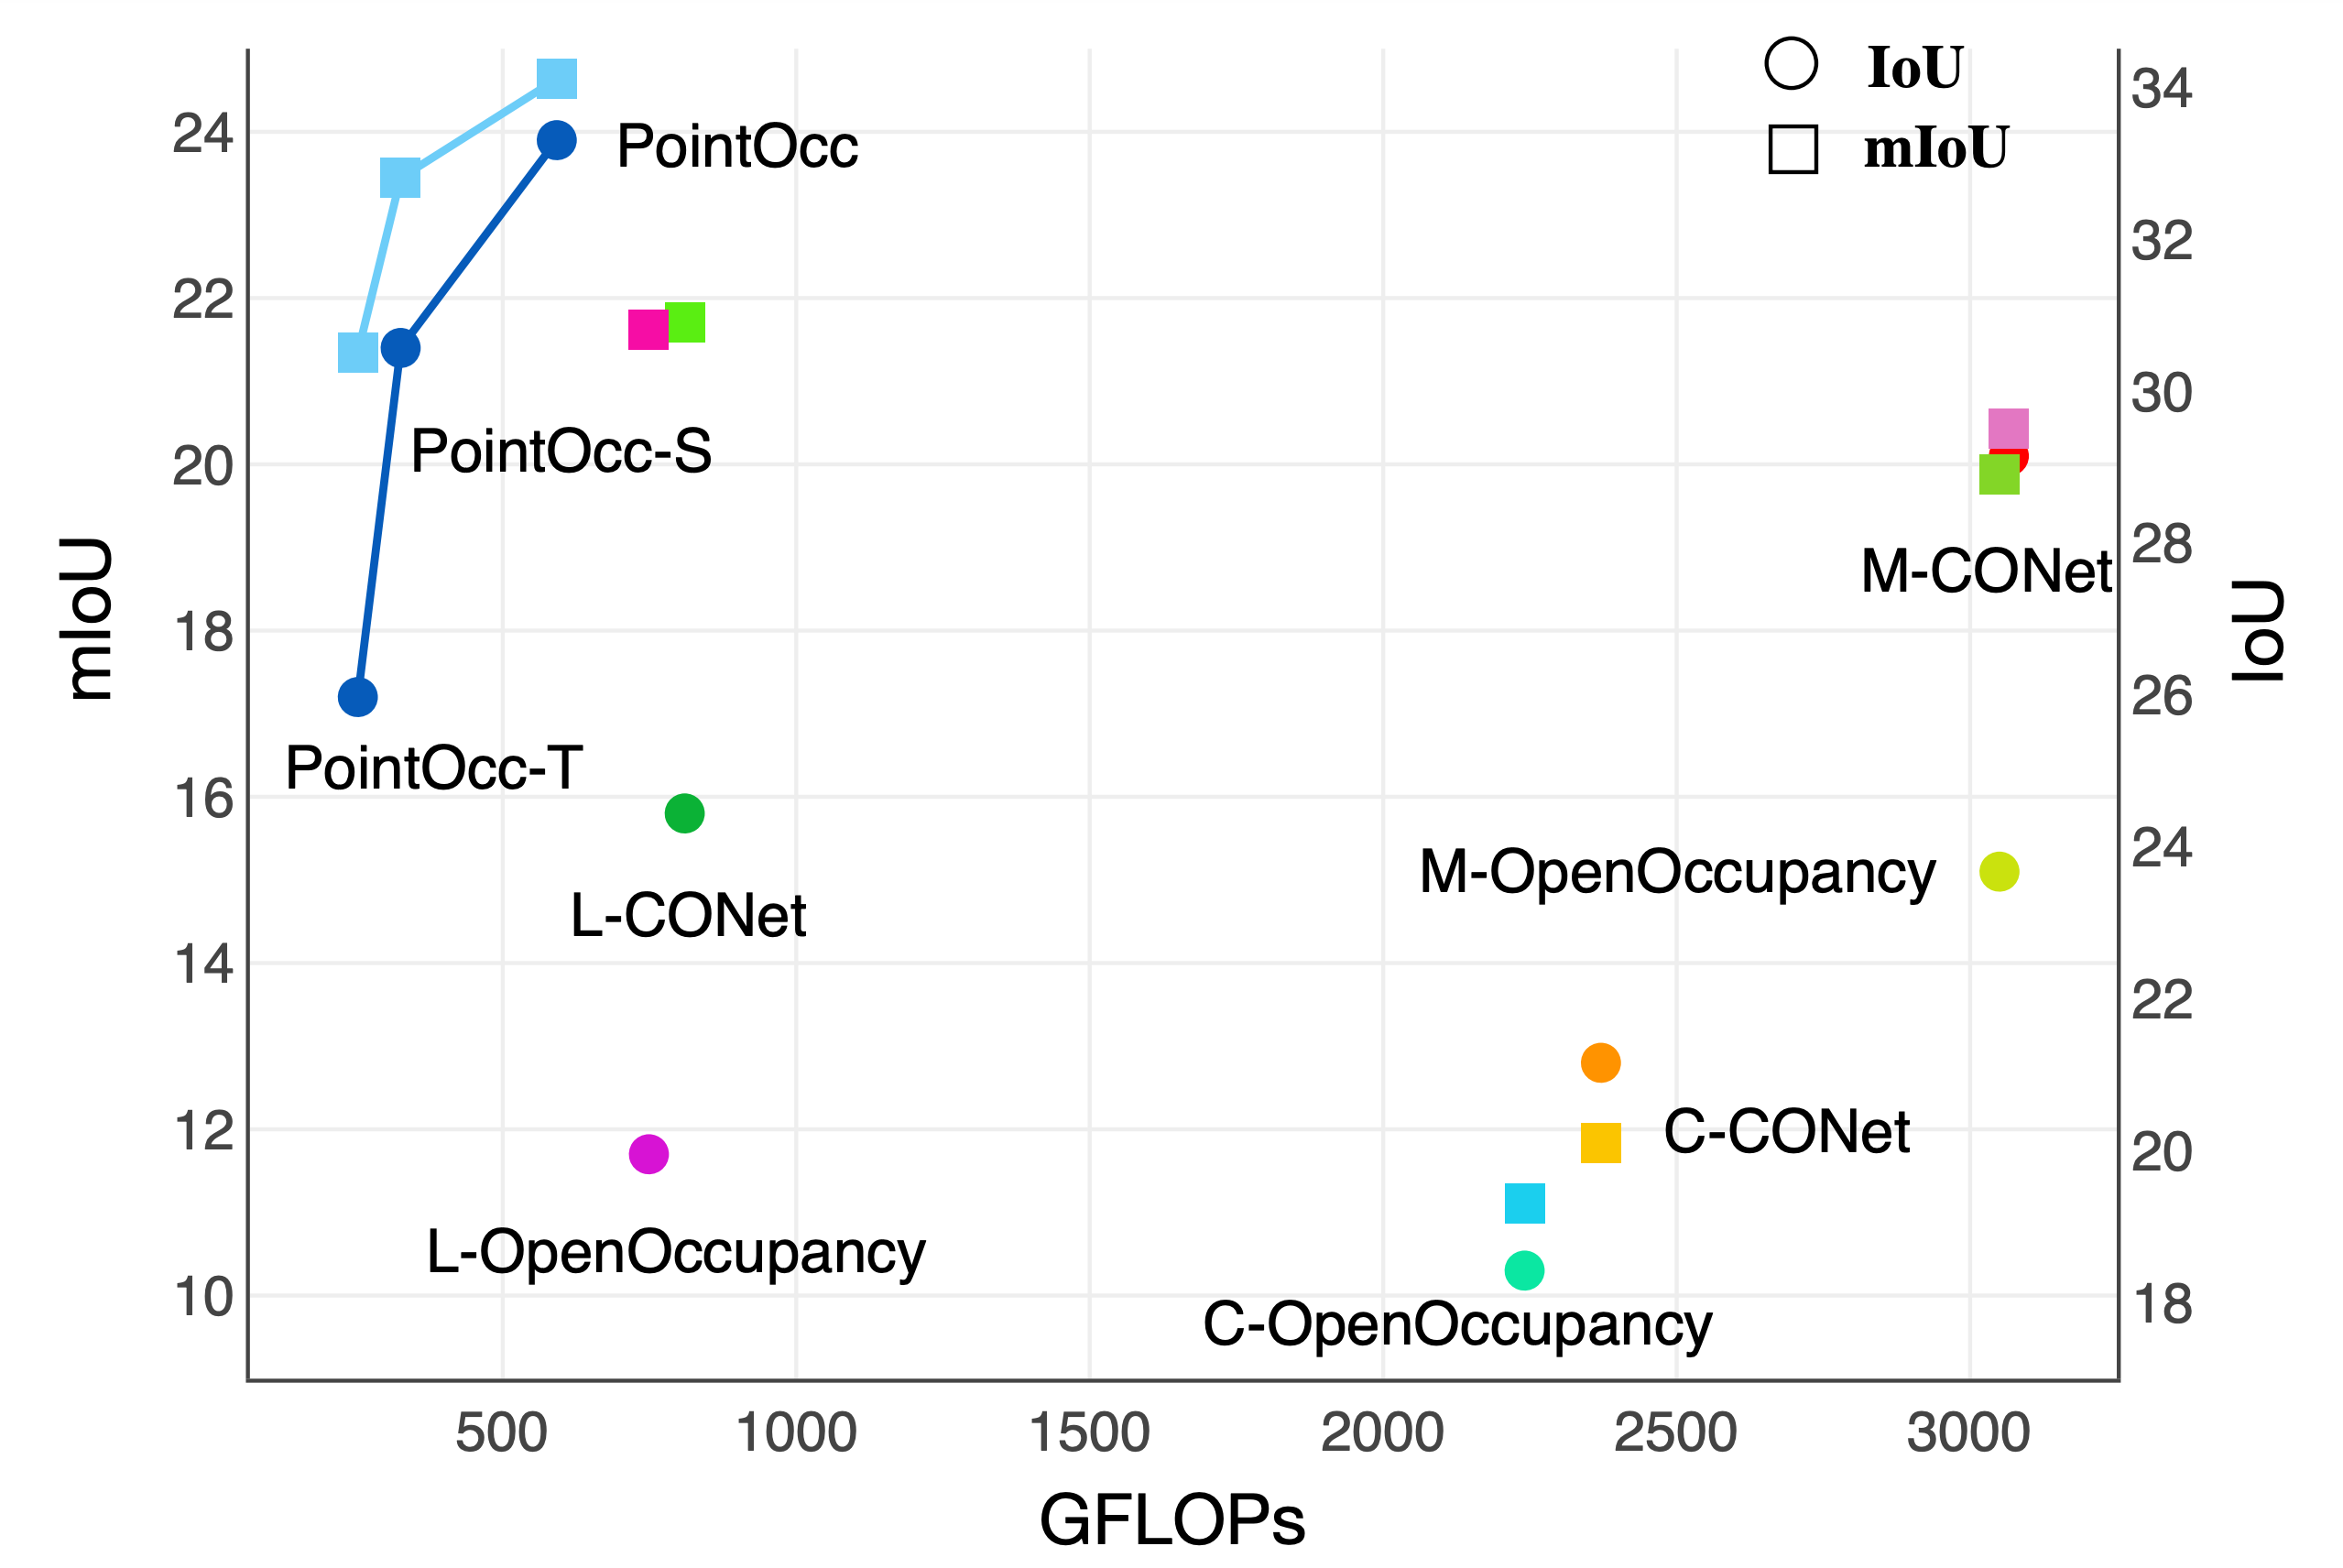 IoU
mIoU
24
22
20
18
16
14
12
10
mIoU
34
32
30
28
26
24
22
20
18
IoU
PointOcc
PointOcc-S
M-CONet
PointOcc-T
M-OpenOccupancy
L-CONet
C-CONet
L-OpenOccupancy
C-OpenOccupancy
500 1000 1500 2000 2500 3000
GFLOPs